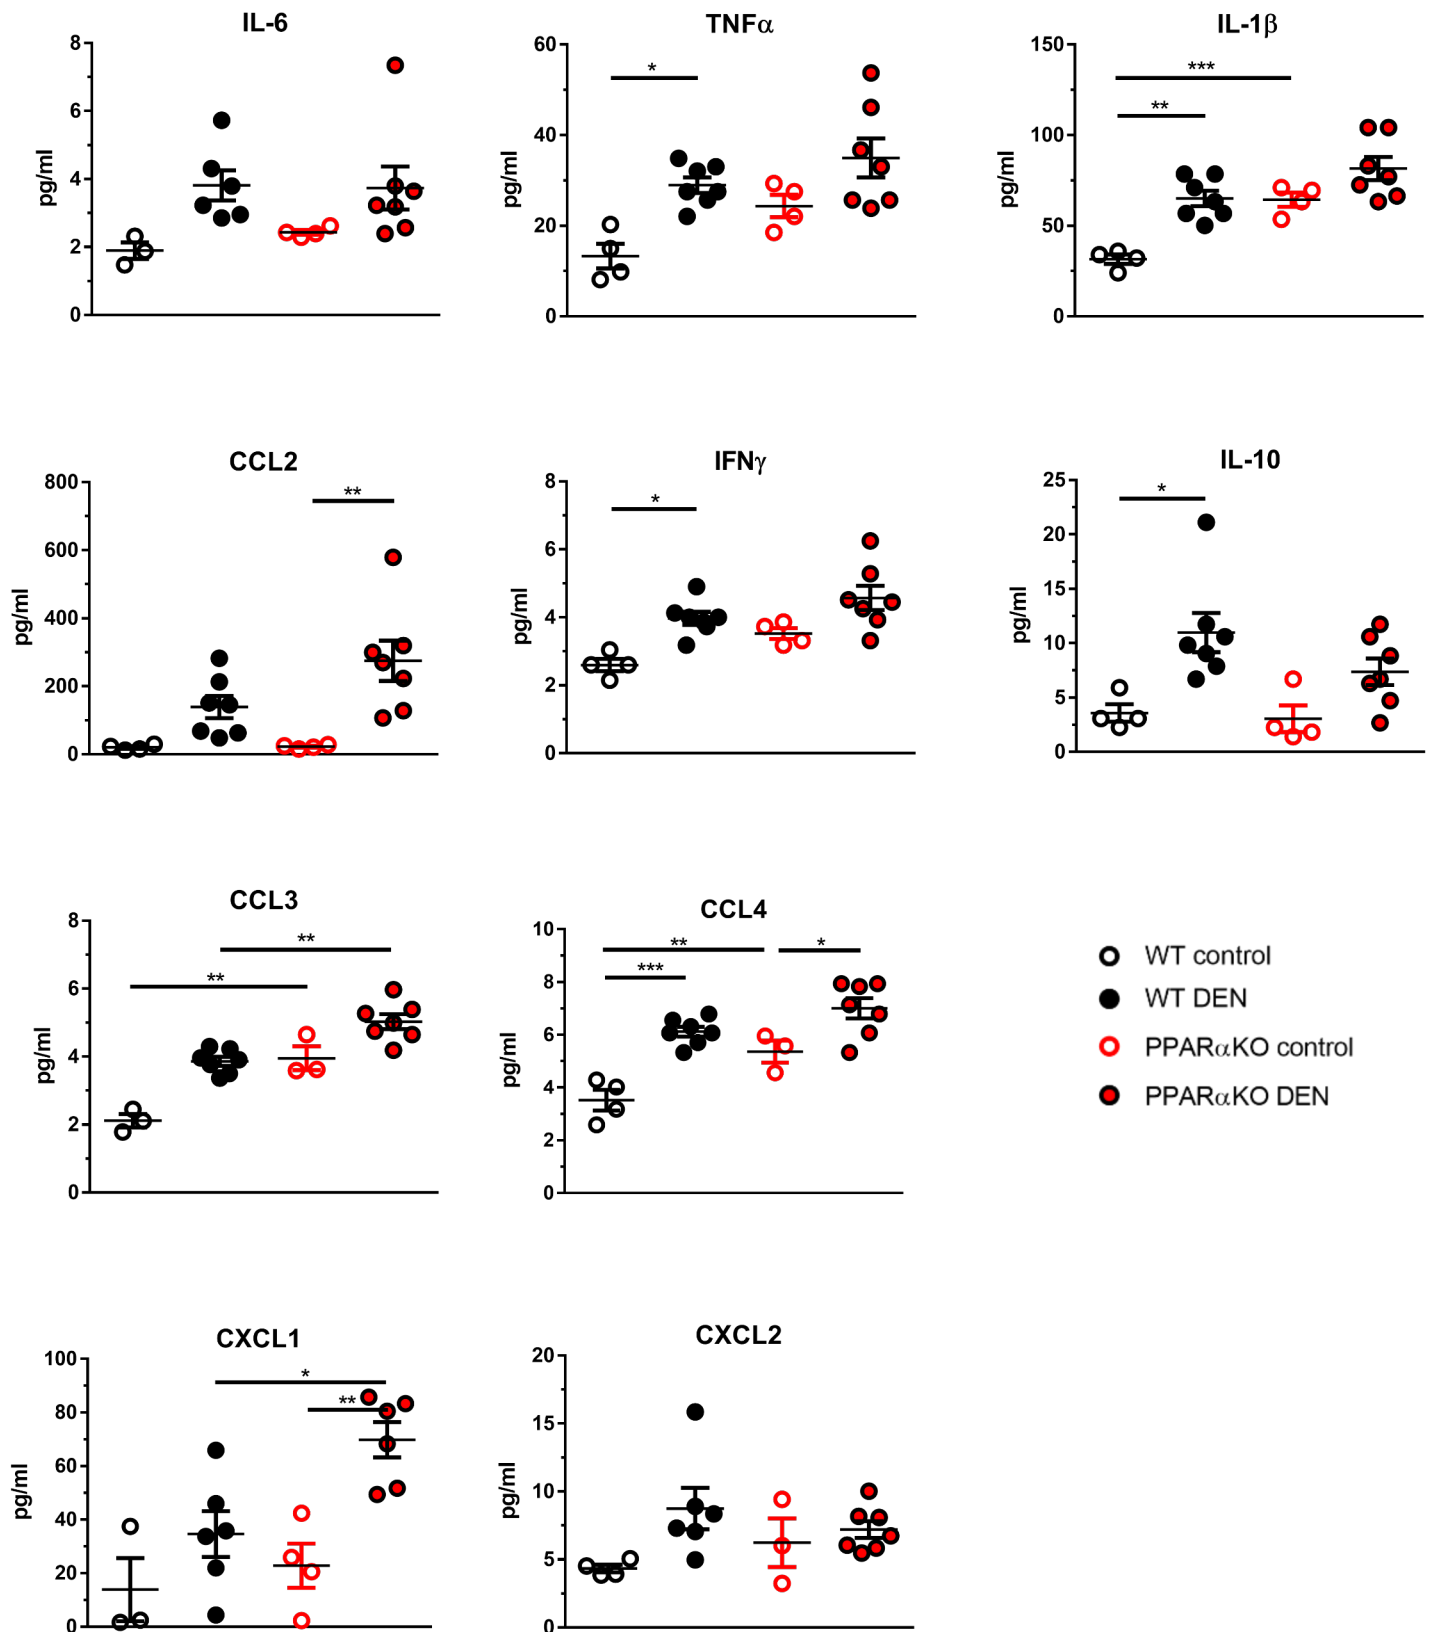 IL-6
8
6
4
2
0
pg/ml
TNFα
60
40
20
0
pg/ml
*
IL-1β
150
100
50
0
pg/ml
***
**
CCL2
800
600
400
200
0
pg/ml
**
IFNγ
8
6
4
2
0
pg/ml
*
IL-10
25
20
15
10
5
0
pg/ml
*
CCL3
8
6
4
2
0
pg/ml
**
**
CCL4
10
8
6
4
2
0
pg/ml
**
*
***
WT control
WT DEN
PPARαKO control
PPARαKO DEN
CXCL1
100
80
60
40
20
0
pg/ml
*
**
CXCL2
20
15
10
5
0
pg/ml